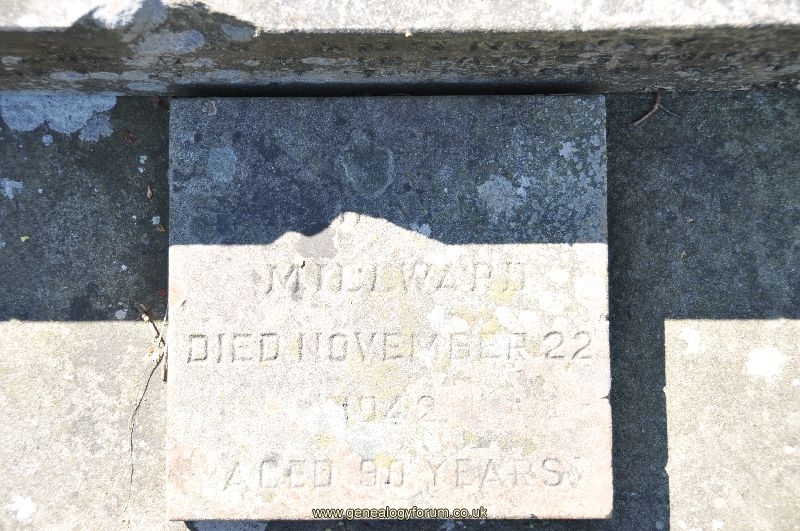 MILLWARD
DIED NOVEMBER 22
1942
AGED 90 YEARS
www.genealogyforum.co.uk